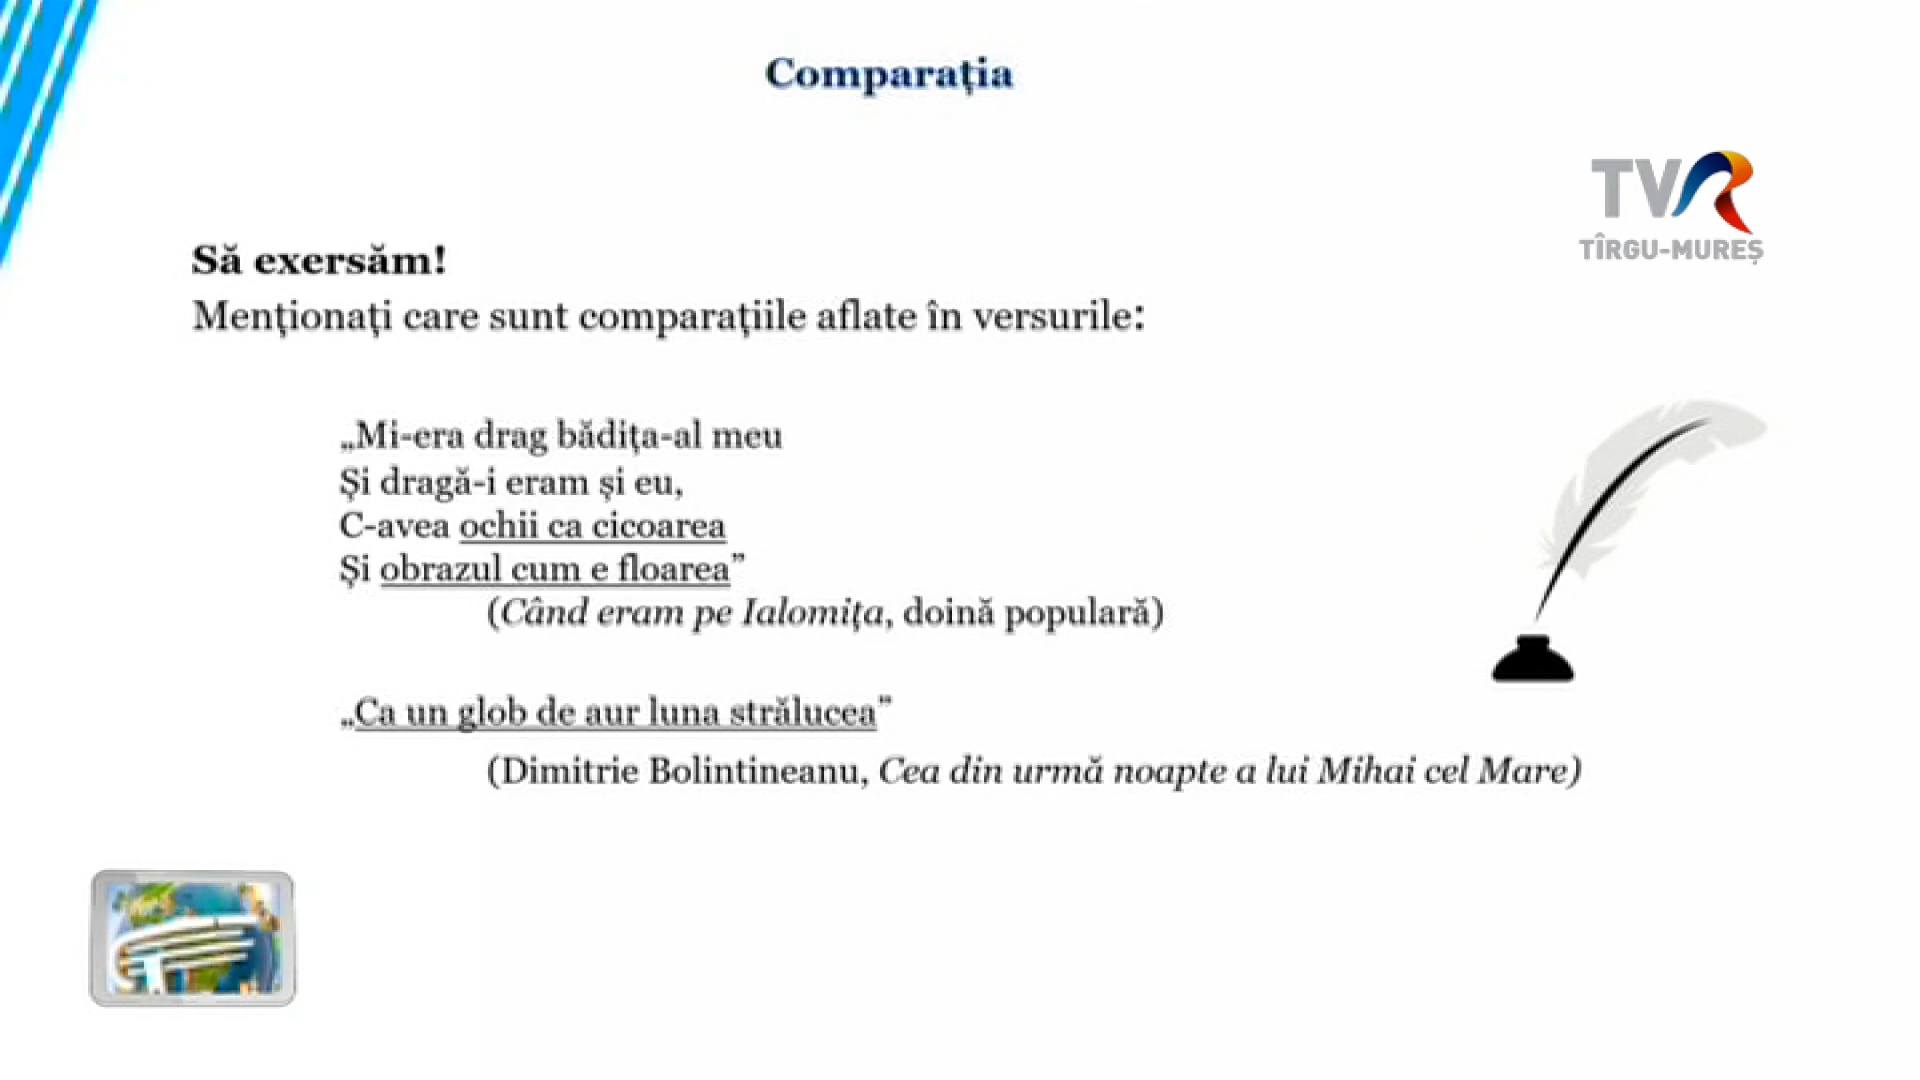 Comparația
TVR
TÎRGU-MUREȘ
Să exersăm!
Menționați care sunt comparațiile aflate în versurile:
„Mi-era drag bădița-al meu
Și dragă-i eram și eu,
C-avea ochii ca cicoarea
Și obrazul cum e floarea”
(Când eram pe Ialomița, doină populară)
„Ca un glob de aur luna strălucea”
(Dimitrie Bolintineanu, Cea din urmă noapte a lui Mihai cel Mare)